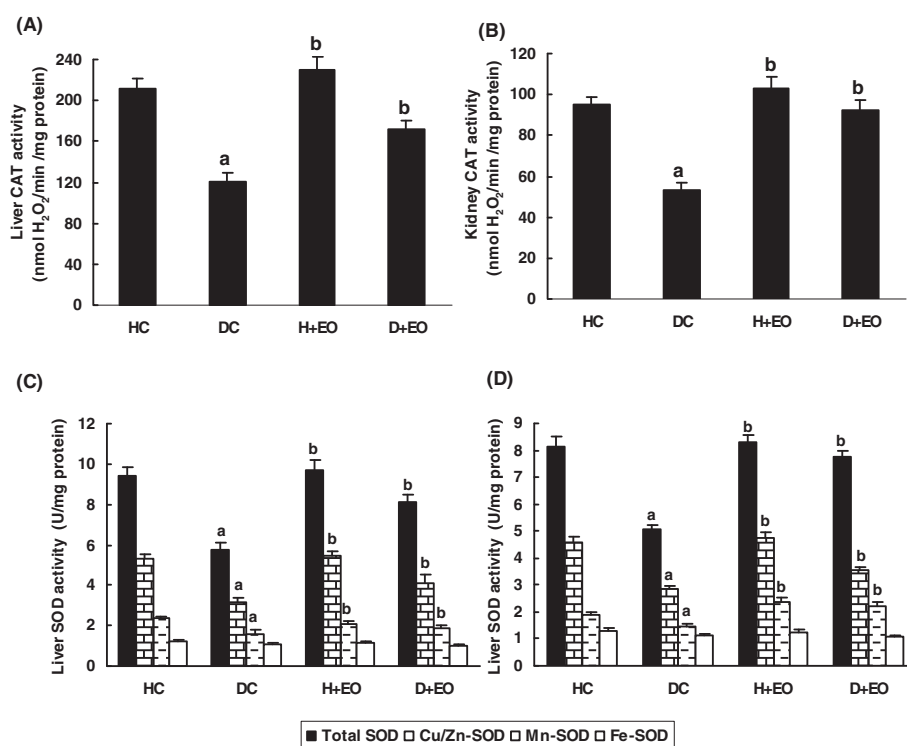 (A)
Liver CAT activity
(nmol H₂O₂/min /mg protein)
240
200
160
120
80
40
0
a
b
b
HC DC H+EO D+EO
(B)
Kidney CAT activity
(nmol H₂O₂/min /mg protein)
120
100
80
60
40
20
0
a
b
b
HC DC H+EO D+EO
(C)
Liver SOD activity (U/mg protein)
12
10
8
6
4
2
0
a
a
a
b
b
b
b
b
b
HC DC H+EO D+EO
(D)
Liver SOD activity (U/mg protein)
9
8
7
6
5
4
3
2
1
0
a
a
a
b
b
b
b
b
b
HC DC H+EO D+EO
Total SOD Cu/Zn-SOD Mn-SOD Fe-SOD